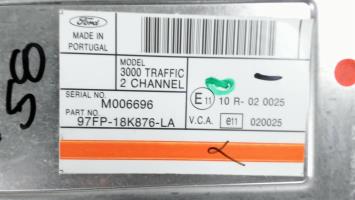 Ford
MADE IN
PORTUGAL
MODEL
3000 TRAFFIC
2 CHANNEL
SERIAL NO.
M006696
PART NO.
97FP-18K876-LA
E11 10 R- 02 0025
V.C.A. e11 020025
58